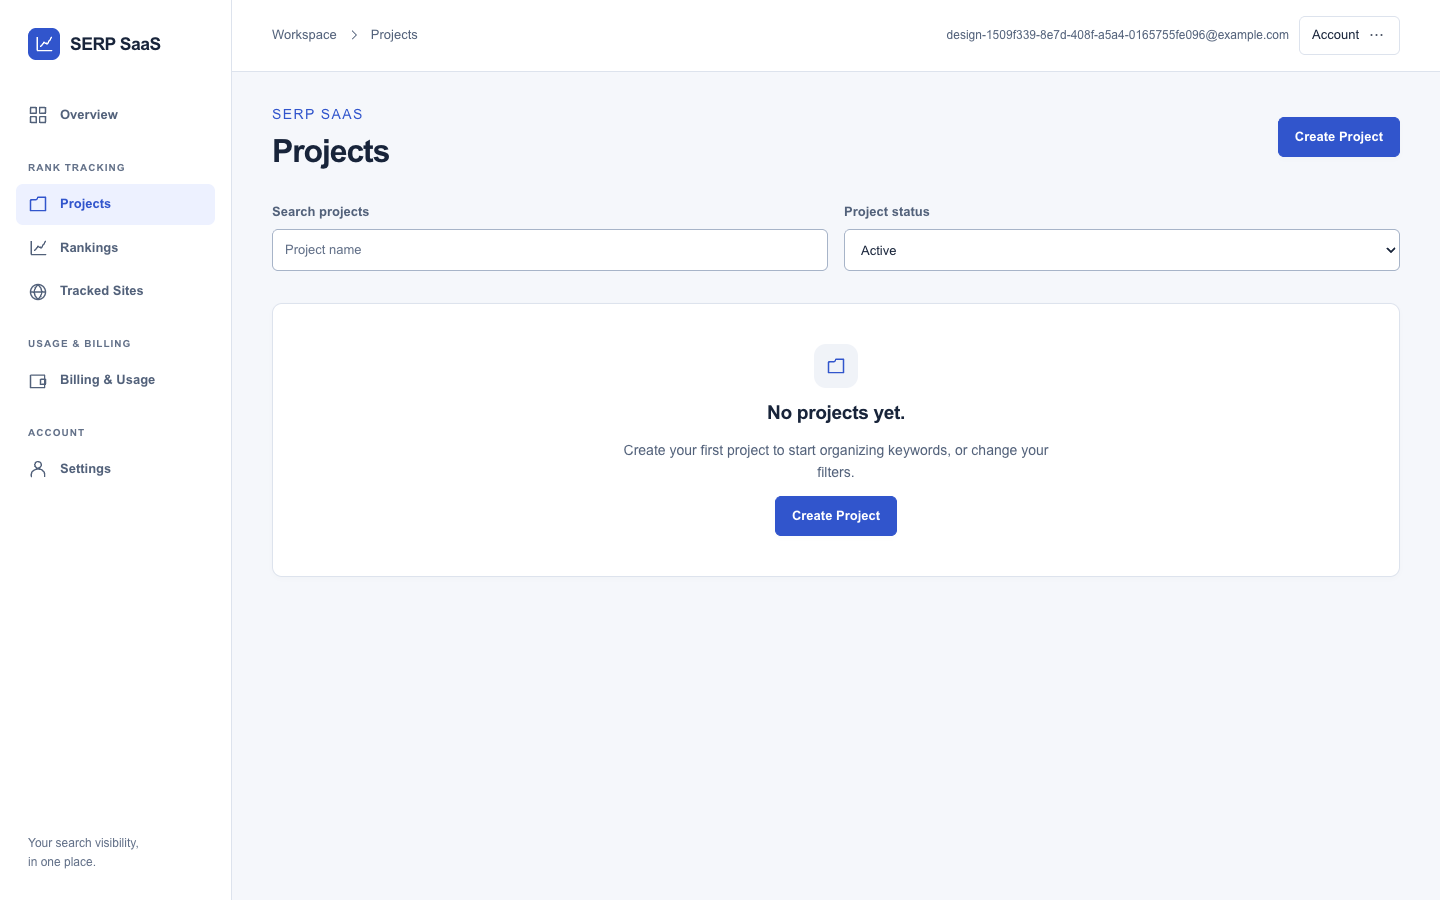 SERP SaaS
Workspace
Projects
design-1509f339-8e7d-408f-a5a4-0165755fe096@example.com
Account
Overview
RANK TRACKING
Projects
Rankings
Tracked Sites
USAGE & BILLING
Billing & Usage
ACCOUNT
Settings
Your search visibility,
in one place.
SERP SAAS
Projects
Create Project
Search projects
Project name
Project status
Active
No projects yet.
Create your first project to start organizing keywords, or change your
filters.
Create Project